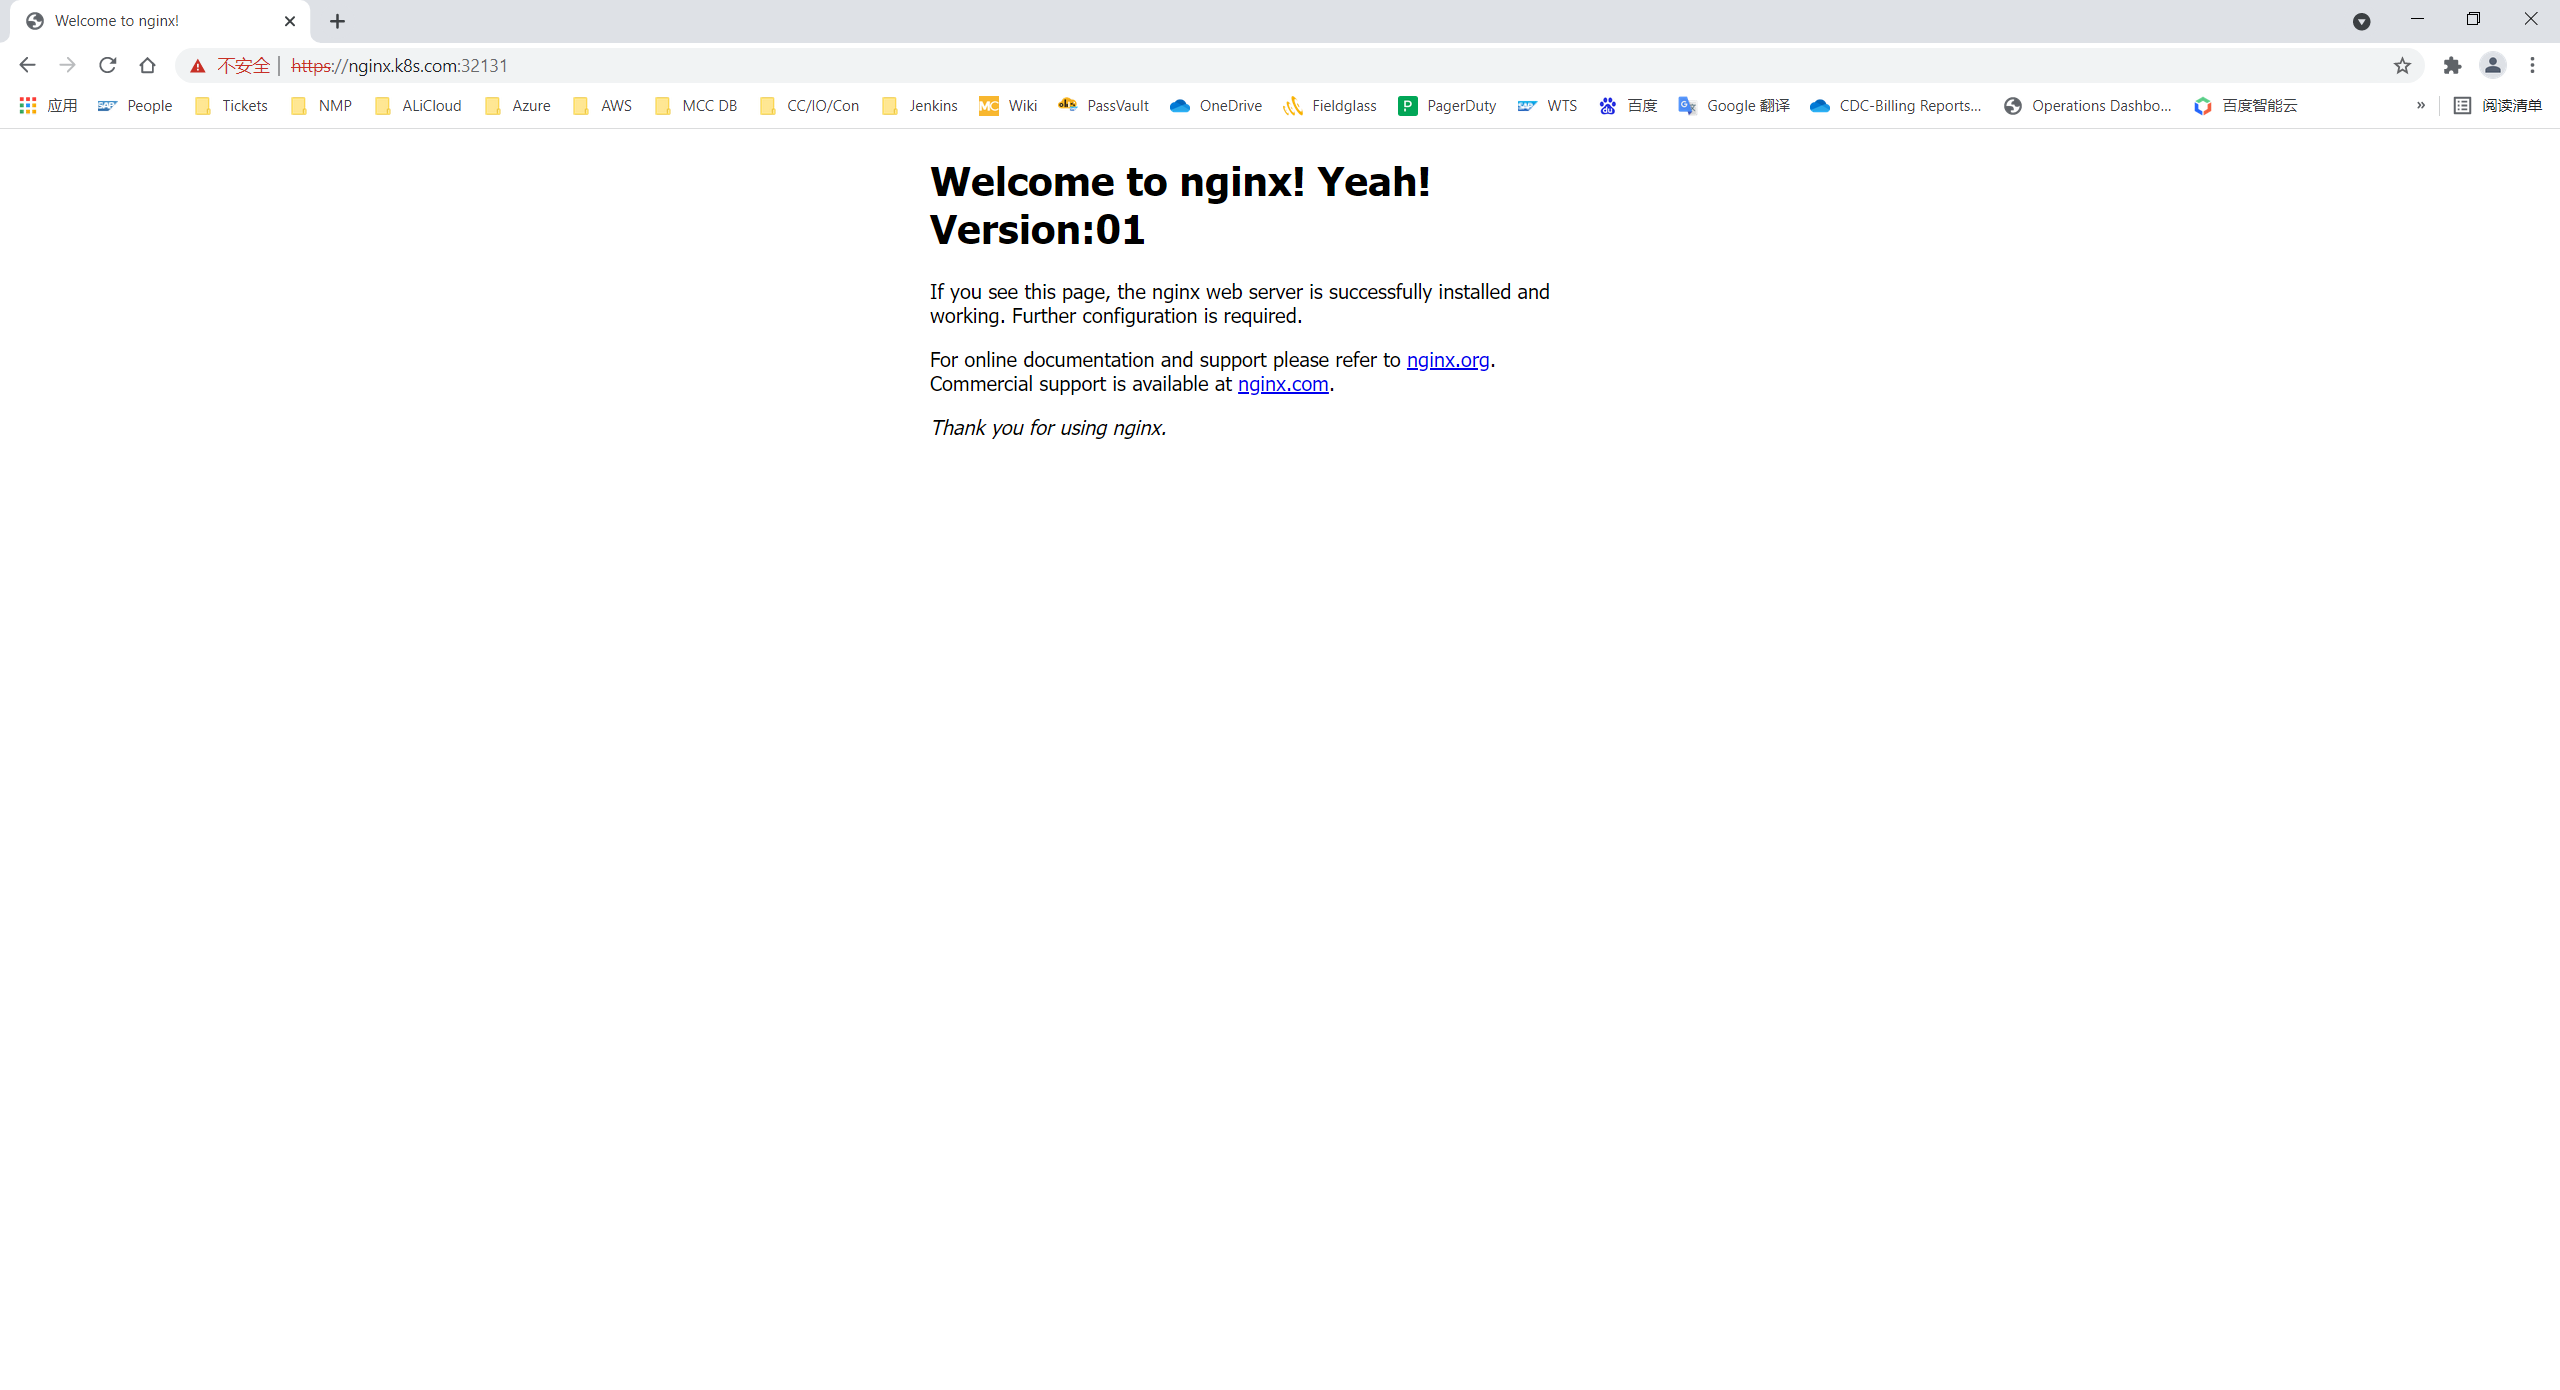 Welcome to nginx!
不安全 | https://nginx.k8s.com:32131
应用 People Tickets NMP ALiCloud Azure AWS MCC DB CC/IO/Con Jenkins Wiki PassVault OneDrive Fieldglass PagerDuty WTS 百度 Google 翻译 CDC-Billing Reports... Operations Dashbo... 百度智能云 » 阅读清单
Welcome to nginx! Yeah!
Version:01
If you see this page, the nginx web server is successfully installed and
working. Further configuration is required.
For online documentation and support please refer to nginx.org.
Commercial support is available at nginx.com.
Thank you for using nginx.